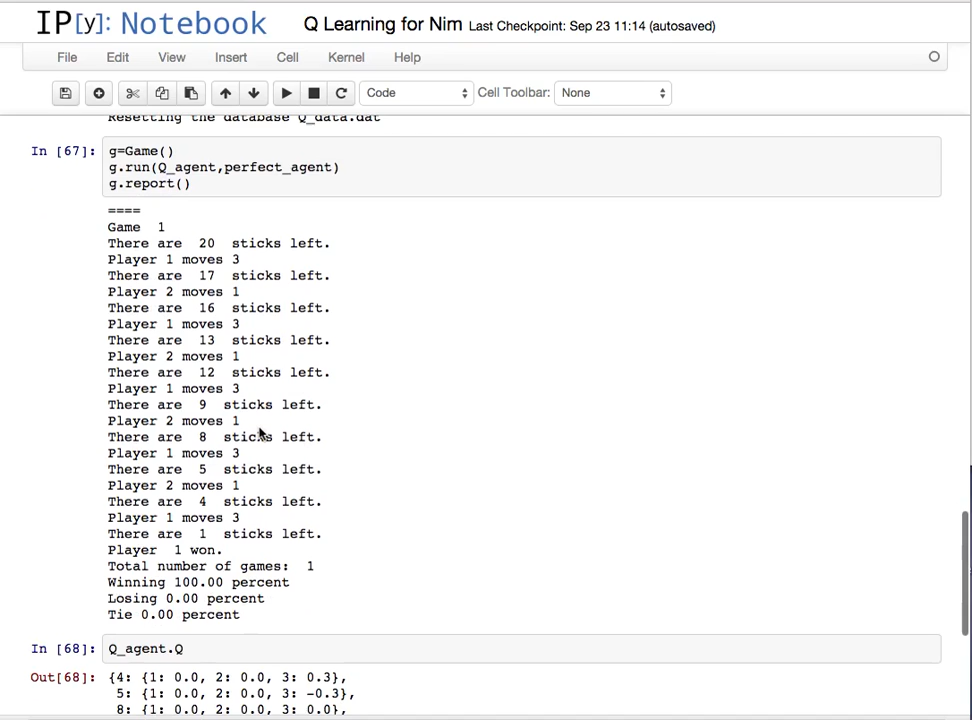 IP[y]: Notebook Q Learning for Nim Last Checkpoint: Sep 23 11:14 (autosaved)
File Edit View Insert Cell Kernel Help
Code Cell Toolbar: None
Resetting the database Q_data.dat
In [67]: g=Game()
g.run(Q_agent,perfect_agent)
g.report()
====
Game 1
There are 20 sticks left.
Player 1 moves 3
There are 17 sticks left.
Player 2 moves 1
There are 16 sticks left.
Player 1 moves 3
There are 13 sticks left.
Player 2 moves 1
There are 12 sticks left.
Player 1 moves 3
There are 9 sticks left.
Player 2 moves 1
There are 8 sticks left.
Player 1 moves 3
There are 5 sticks left.
Player 2 moves 1
There are 4 sticks left.
Player 1 moves 3
There are 1 sticks left.
Player 1 won.
Total number of games: 1
Winning 100.00 percent
Losing 0.00 percent
Tie 0.00 percent
In [68]: Q_agent.Q
Out[68]: {4: {1: 0.0, 2: 0.0, 3: 0.3},
5: {1: 0.0, 2: 0.0, 3: -0.3},
8: {1: 0.0, 2: 0.0, 3: 0.0},